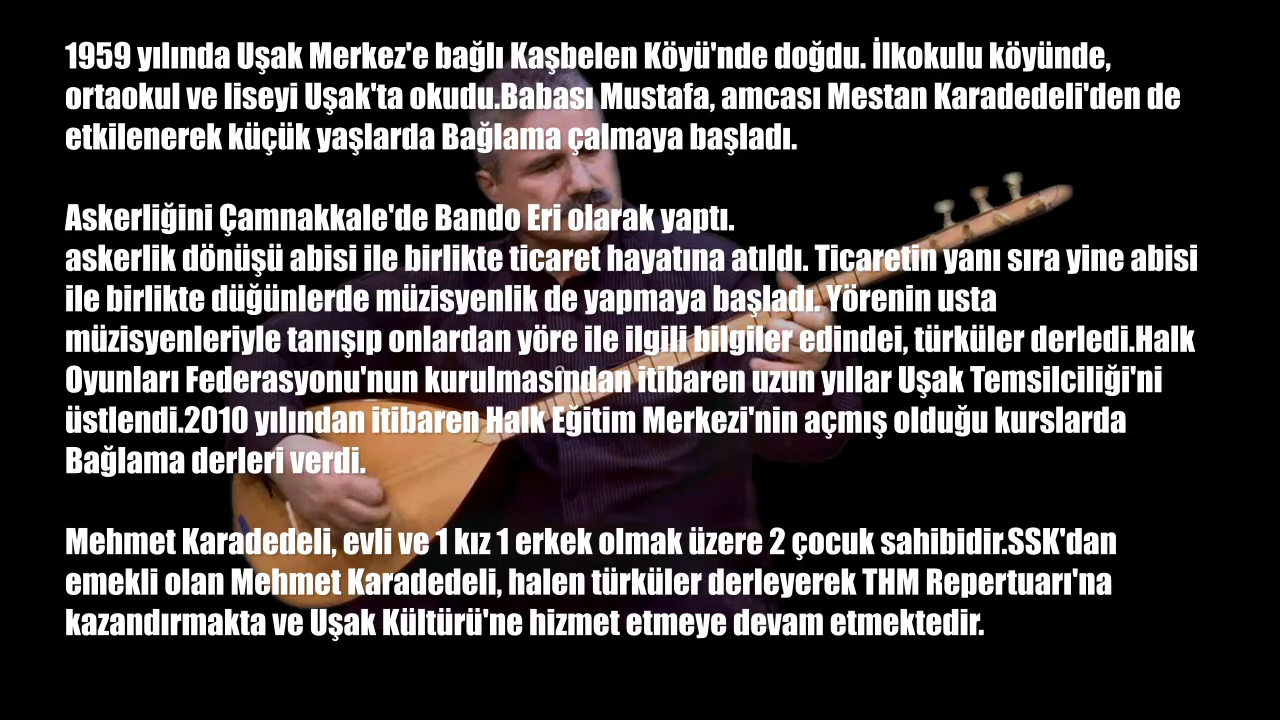 1959 yılında Uşak Merkez'e bağlı Kaşbelen Köyü'nde doğdu. İlkokulu köyünde,
ortaokul ve liseyi Uşak'ta okudu.Babası Mustafa, amcası Mestan Karadedeli'den de
etkilenerek küçük yaşlarda Bağlama çalmaya başladı.
Askerliğini Çamnakkale'de Bando Eri olarak yaptı.
askerlik dönüşü abisi ile birlikte ticaret hayatına atıldı. Ticaretin yanı sıra yine abisi
ile birlikte düğünlerde müzisyenlik de yapmaya başladı. Yörenin usta
müzisyenleriyle tanışıp onlardan yöre ile ilgili bilgiler edindei, türküler derledi.Halk
Oyunları Federasyonu'nun kurulmasından itibaren uzun yıllar Uşak Temsilciliği'ni
üstlendi.2010 yılından itibaren Halk Eğitim Merkezi'nin açmış olduğu kurslarda
Bağlama derleri verdi.
Mehmet Karadedeli, evli ve 1 kız 1 erkek olmak üzere 2 çocuk sahibidir.SSK'dan
emekli olan Mehmet Karadedeli, halen türküler derleyerek THM Repertuarı'na
kazandırmakta ve Uşak Kültürü'ne hizmet etmeye devam etmektedir.